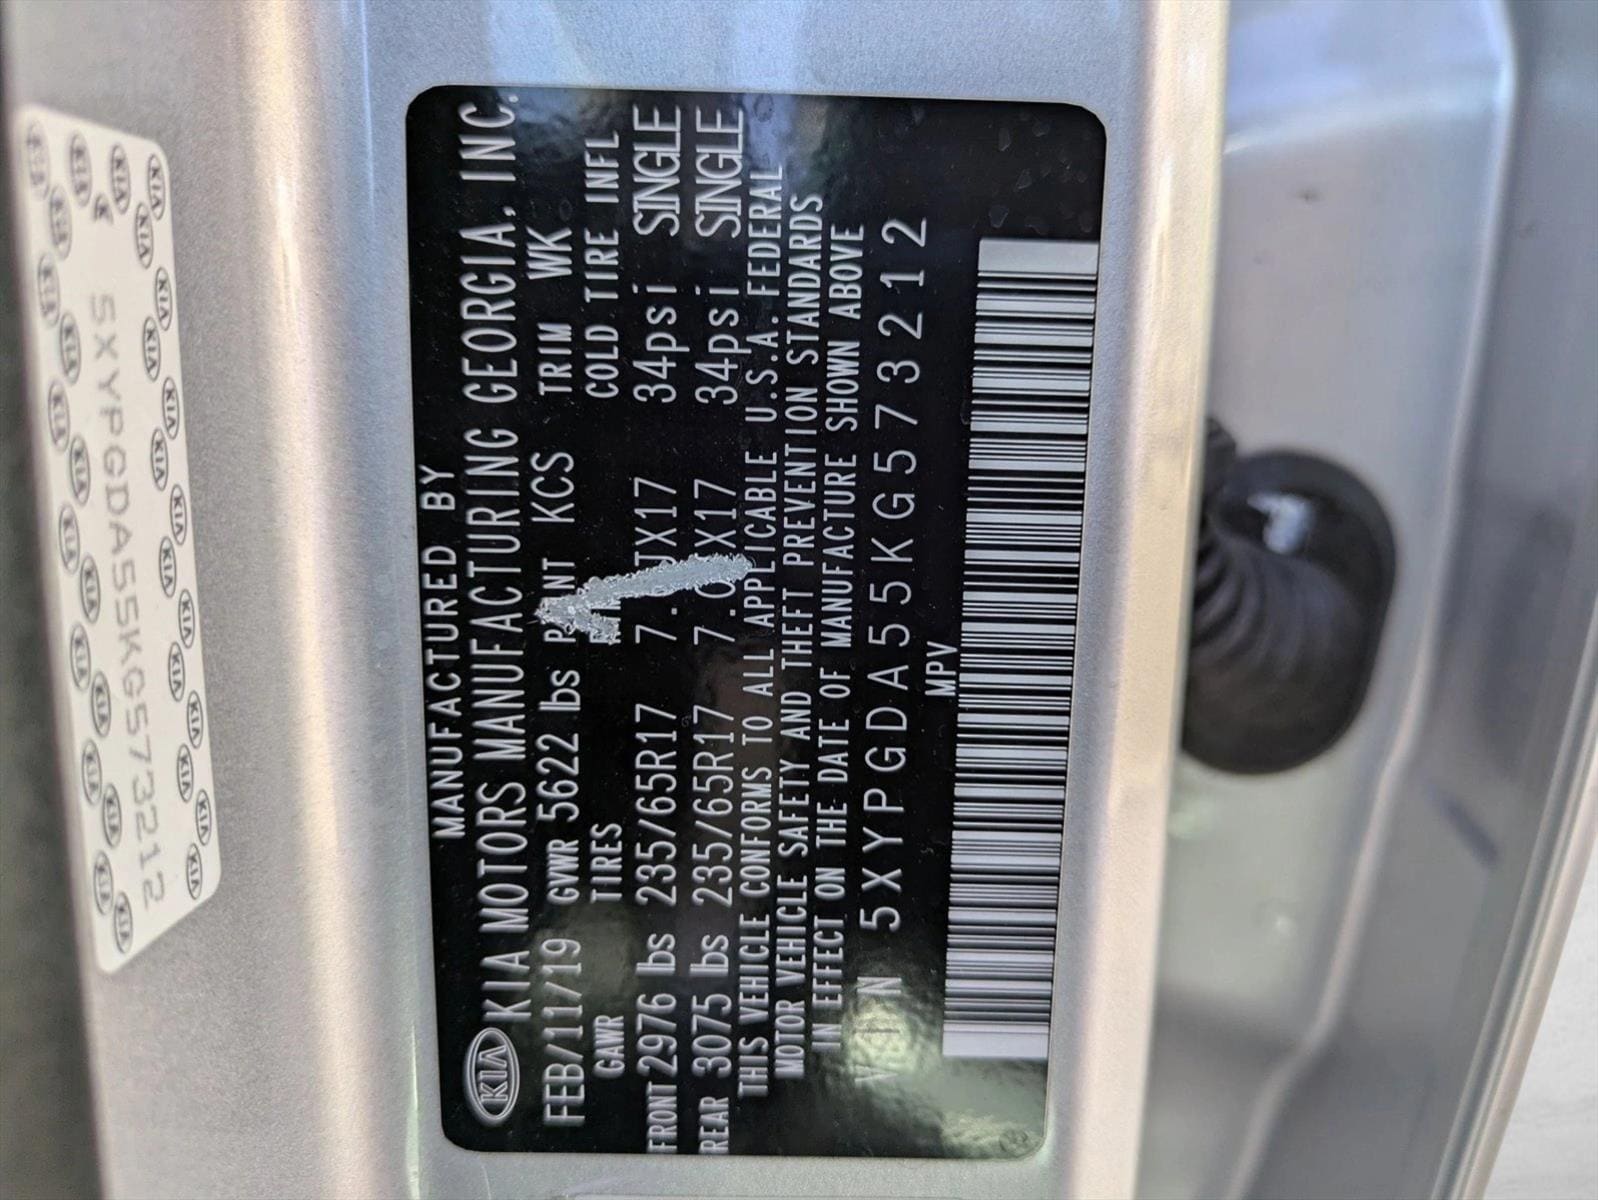 MANUFACTURED BY
KIA KIA MOTORS MANUFACTURING GEORGIA, INC.
FEB/11/19 GVWR 5622 lbs PAINT KCS TRIM WK
GAWR TIRES COLD TIRE INFL
FRONT 2976 lbs 235/65R17 7.0JX17 34psi SINGLE
REAR 3075 lbs 235/65R17 7.0JX17 34psi SINGLE
THIS VEHICLE CONFORMS TO ALL APPLICABLE U.S.A. FEDERAL
MOTOR VEHICLE SAFETY AND THEFT PREVENTION STANDARDS
IN EFFECT ON THE DATE OF MANUFACTURE SHOWN ABOVE
5XYPGDA55KG573212
MPV
5XYPGDA55KG573212